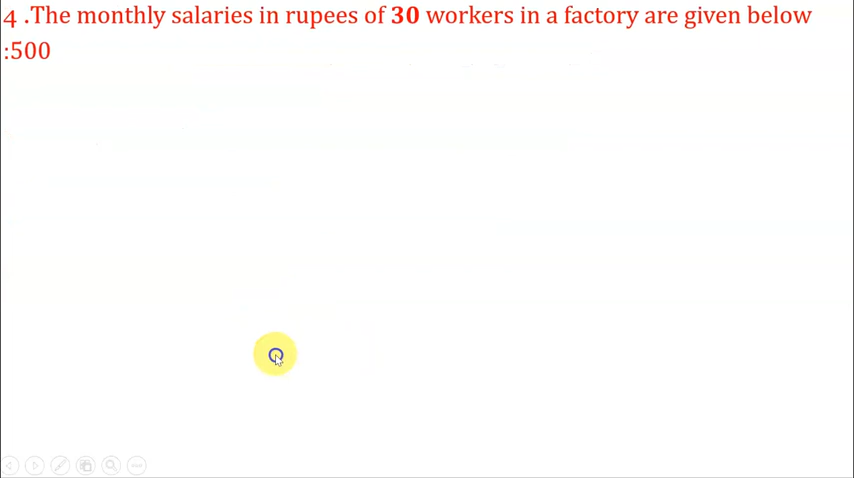 4 .The monthly salaries in rupees of 30 workers in a factory are given below
:500